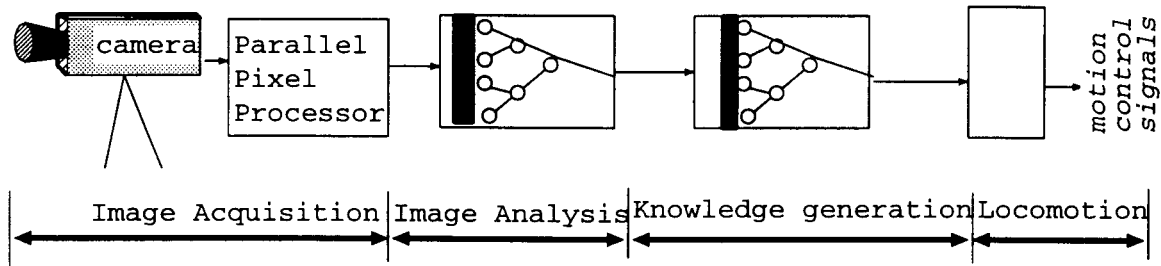 camera
Parallel
Pixel
Processor
motion
control
signals
Image Acquisition
Image Analysis
Knowledge generation
Locomotion